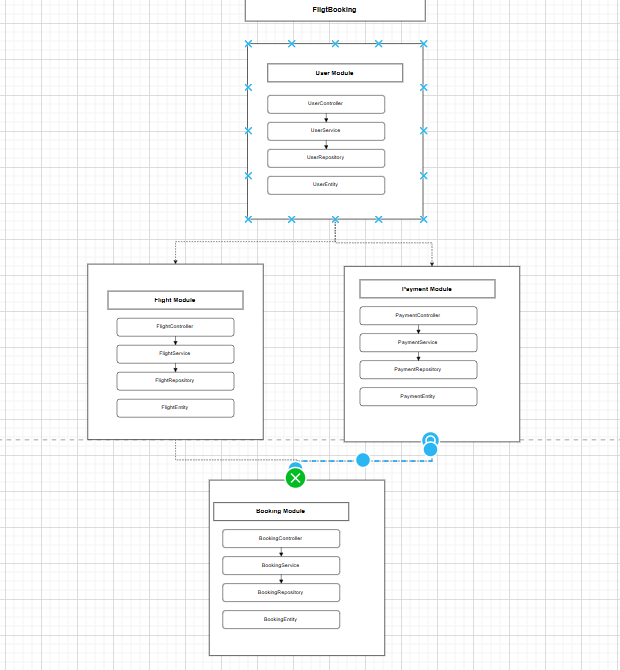 FligtBooking
User Module
UserController
UserService
UserRepository
UserEntity
Flight Module
FlightController
FlightService
FlightRepository
FlightEntity
Payment Module
PaymentController
PaymentService
PaymentRepository
PaymentEntity
Booking Module
BookingController
BookingService
BookingRepository
BookingEntity